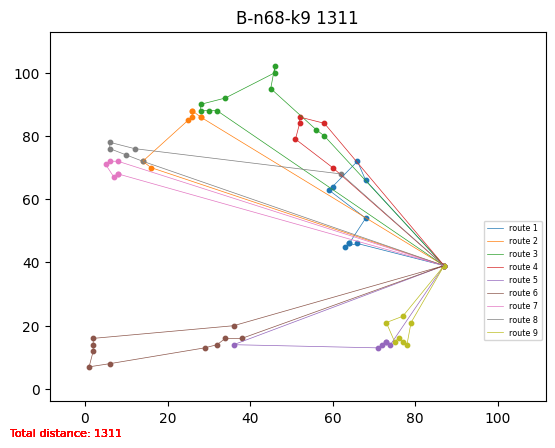 B-n68-k9 1311
100
80
60
40
20
0
0 20 40 60 80 100
route 1
route 2
route 3
route 4
route 5
route 6
route 7
route 8
route 9
Total distance: 1311